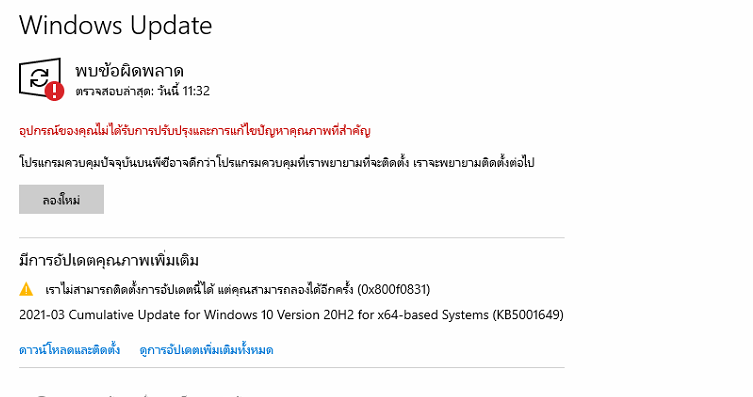 Windows Update
พบข้อผิดพลาด
ตรวจสอบล่าสุด: วันนี้ 11:32
อุปกรณ์ของคุณไม่ได้รับการปรับปรุงและการแก้ไขปัญหาคุณภาพที่สำคัญ
โปรแกรมควบคุมปัจจุบันบนพีซีอาจดีกว่าโปรแกรมควบคุมที่เราพยายามที่จะติดตั้ง เราจะพยายามติดตั้งต่อไป
ลองใหม่
มีการอัปเดตคุณภาพเพิ่มเติม
เราไม่สามารถติดตั้งการอัปเดตนี้ได้ แต่คุณสามารถลองได้อีกครั้ง (0x800f0831)
2021-03 Cumulative Update for Windows 10 Version 20H2 for x64-based Systems (KB5001649)
ดาวน์โหลดและติดตั้ง ดูการอัปเดตเพิ่มเติมทั้งหมด